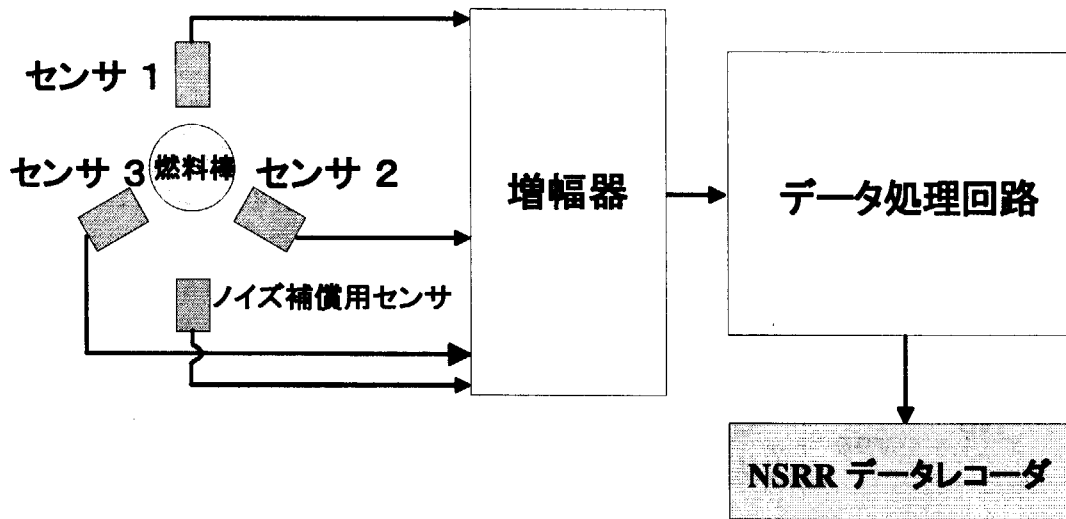 センサ 1
センサ 3
燃料棒
センサ 2
増幅器
データ処理回路
ノイズ補償用センサ
NSRR データレコーダ